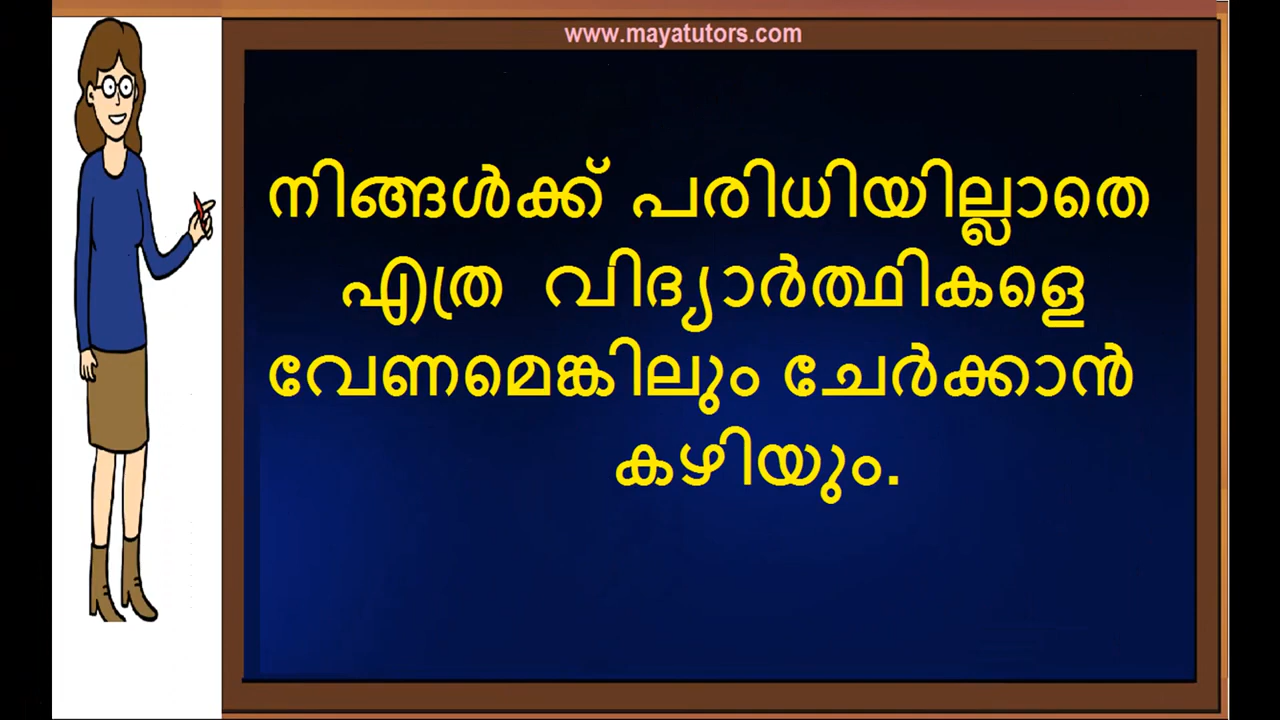 www.mayatutors.com
നിങ്ങൾക്ക് പരിധിയില്ലാതെ
എത്ര വിദ്യാർത്ഥികളെ
വേണമെങ്കിലും ചേർക്കാൻ
കഴിയും.